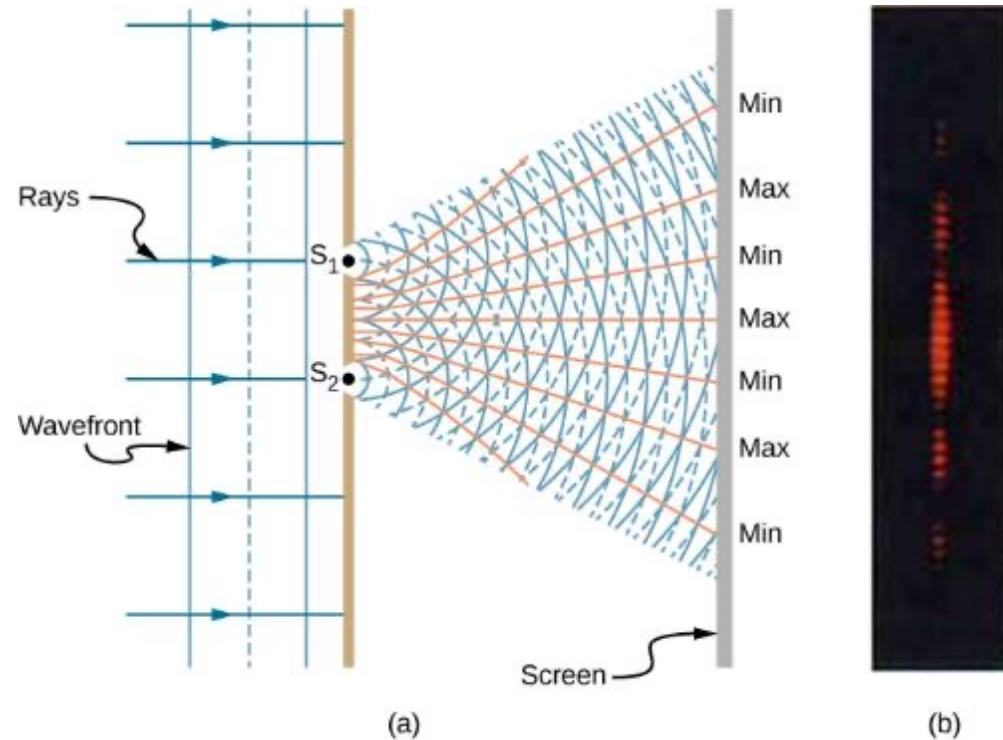 Min
Max
Rays
Min
S1
Max
S2
Min
Wavefront
Max
Min
Screen
(a)
(b)